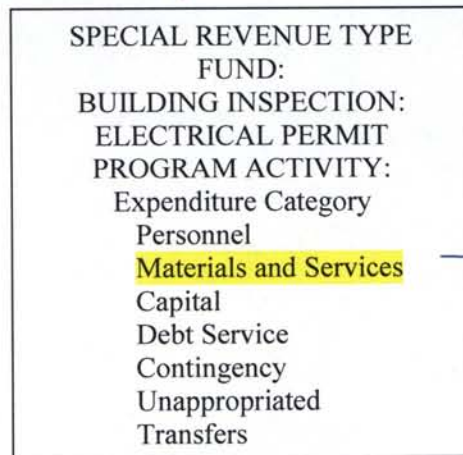 SPECIAL REVENUE TYPE
FUND:
BUILDING INSPECTION:
ELECTRICAL PERMIT
PROGRAM ACTIVITY:
Expenditure Category
Personnel
Materials and Services
Capital
Debt Service
Contingency
Unappropriated
Transfers